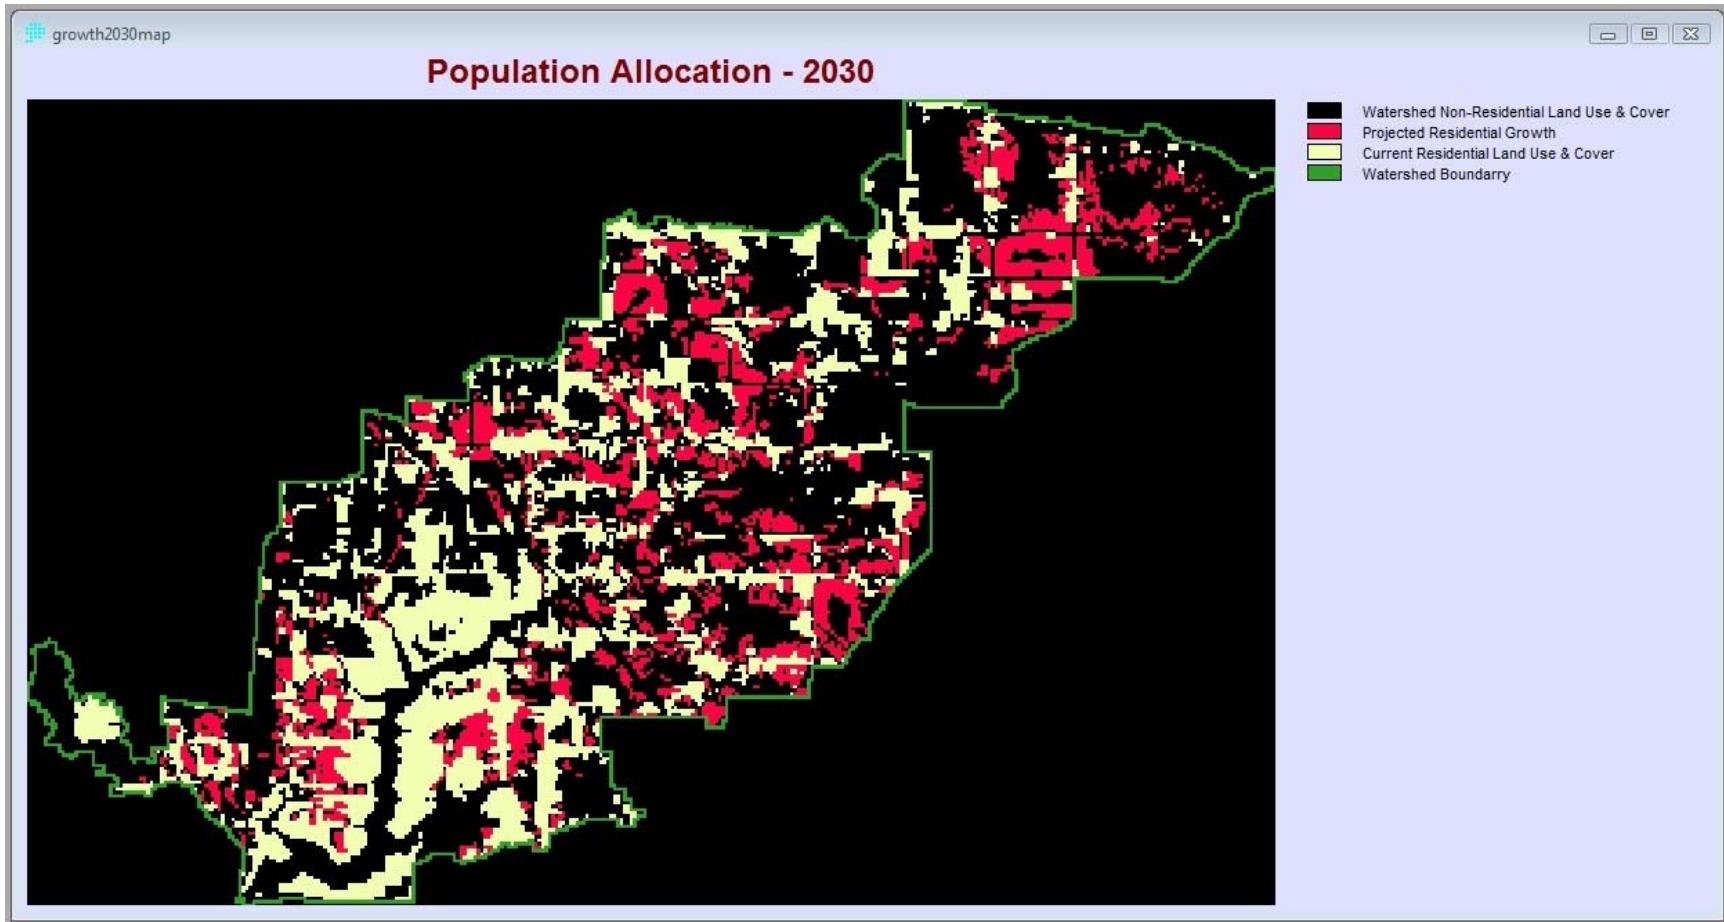 growth2030map
Population Allocation - 2030
Watershed Non-Residential Land Use & Cover
Projected Residential Growth
Current Residential Land Use & Cover
Watershed Boundarry